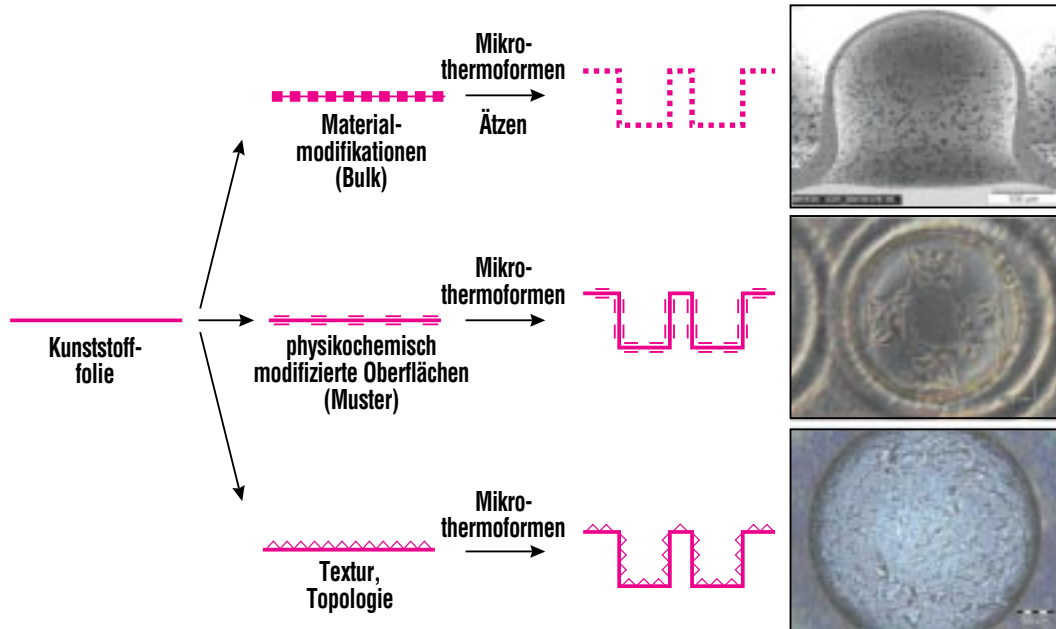 Mikro-
thermoformen
Ätzen
Material-
modifikationen
(Bulk)
Mikro-
thermoformen
Kunststoff-
folie
physikochemisch
modifizierte Oberflächen
(Muster)
Mikro-
thermoformen
Textur,
Topologie